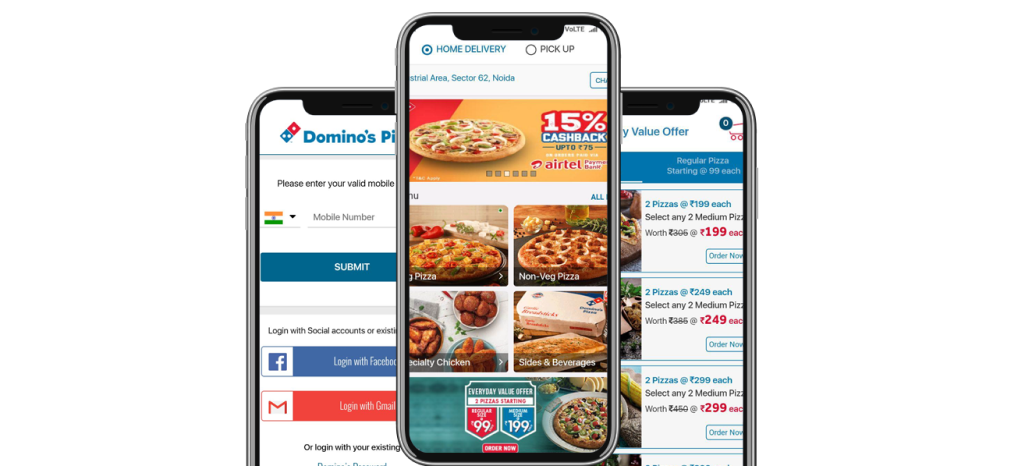 Domino's Pi
Please enter your valid mobile
Mobile Number
SUBMIT
Login with Social accounts or existin
Login with Faceboo
Login with Gmail
Or login with your existing
Domino's Password
VoLTE
HOME DELIVERY
PICK UP
strial Area, Sector 62, Noida
CHA
15%
CASHBACK
UPTO ₹75
airtel Payme
Bank
nu
ALL
g Pizza
Non-Veg Pizza
ecialty Chicken
Sides & Beverages
EVERYDAY VALUE OFFER
2 PIZZAS STARTING
REGULAR SIZE ₹99
MEDIUM SIZE ₹199
ORDER NOW
0
y Value Offer
Regular Pizza
Starting @ 99 each
2 Pizzas @ ₹199 each
Select any 2 Medium Pizz
Worth ₹305 @ ₹199 eac
Order Now
2 Pizzas @ ₹249 each
Select any 2 Medium Pizz
Worth ₹385 @ ₹249 eac
Order Now
2 Pizzas @ ₹299 each
Select any 2 Medium Pizz
Worth ₹450 @ ₹299 eac
Order Now